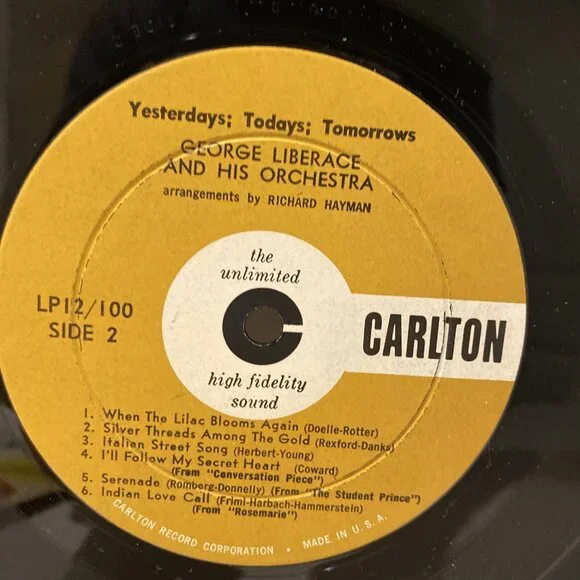 Yesterdays; Todays; Tomorrows
GEORGE LIBERACE
AND HIS ORCHESTRA
arrangements by RICHARD HAYMAN
the
unlimited
LP12/100
SIDE 2
CARLTON
high fidelity
sound
1. When The Lilac Blooms Again (Doelle-Rotter)
2. Silver Threads Among The Gold (Rexford-Danks)
3. Italian Street Song (Herbert-Young)
4. I'll Follow My Secret Heart (Coward)
(From "Conversation Piece")
5. Serenade (Romberg-Donnelly) (From "The Student Prince")
6. Indian Love Call (Frimi-Harbach-Hammerstein)
(From "Rosemarie")
CARLTON RECORD CORPORATION • MADE IN U.S.A.